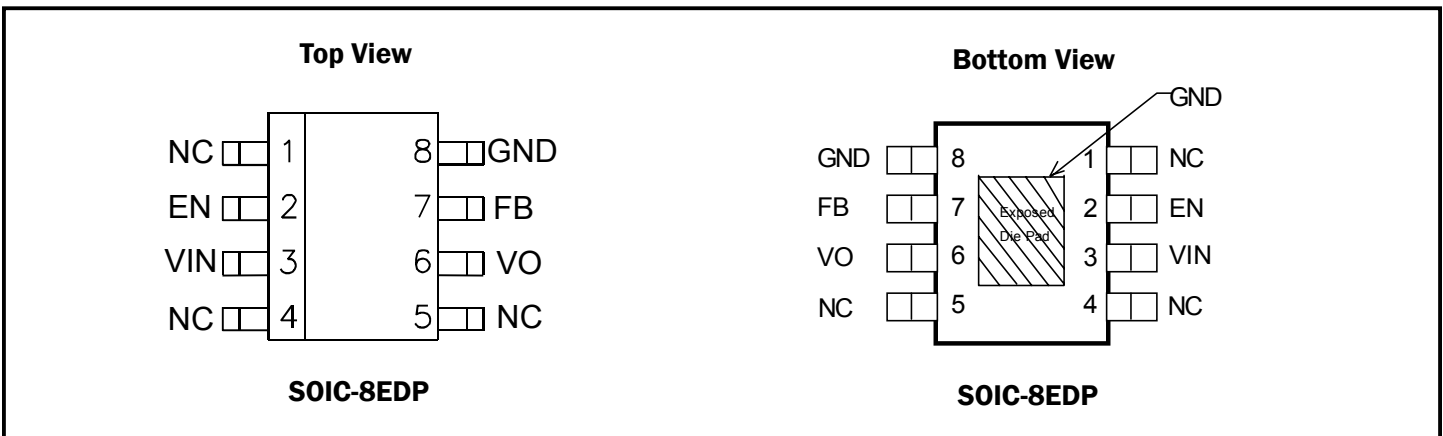 Top View
NC 1 8 GND
EN 2 7 FB
VIN 3 6 VO
NC 4 5 NC
SOIC-8EDP
Bottom View
GND
GND 8 1 NC
FB 7 2 EN
Exposed
Die Pad
VO 6 3 VIN
NC 5 4 NC
SOIC-8EDP